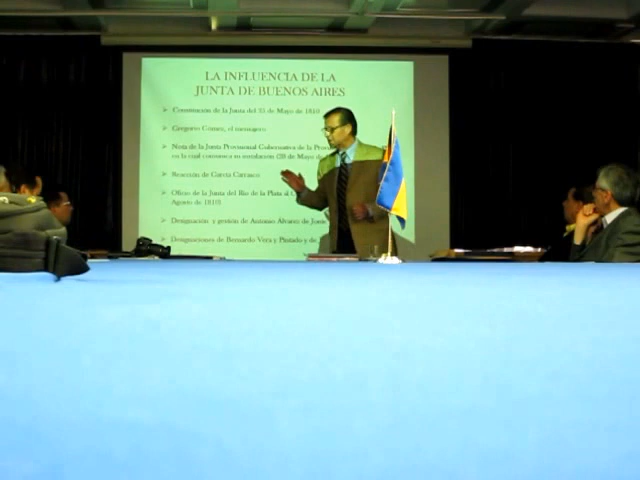 LA INFLUENCIA DE LA
JUNTA DE BUENOS AIRES
Constitución de la Junta del 25 de Mayo de 1810
Gregorio Gómez, el mensajero
Nota de la Junta Provisional Gubernativa de la Prov
en la cual comunica su instalación (28 de Mayo de
Reacción de García Carrasco
Oficio de la Junta del Río de la Plata al
Agosto de 1810)
Designación y gestión de Antonio Álvarez de Jonte
Designaciones de Bernardo Vera y Pintado y de